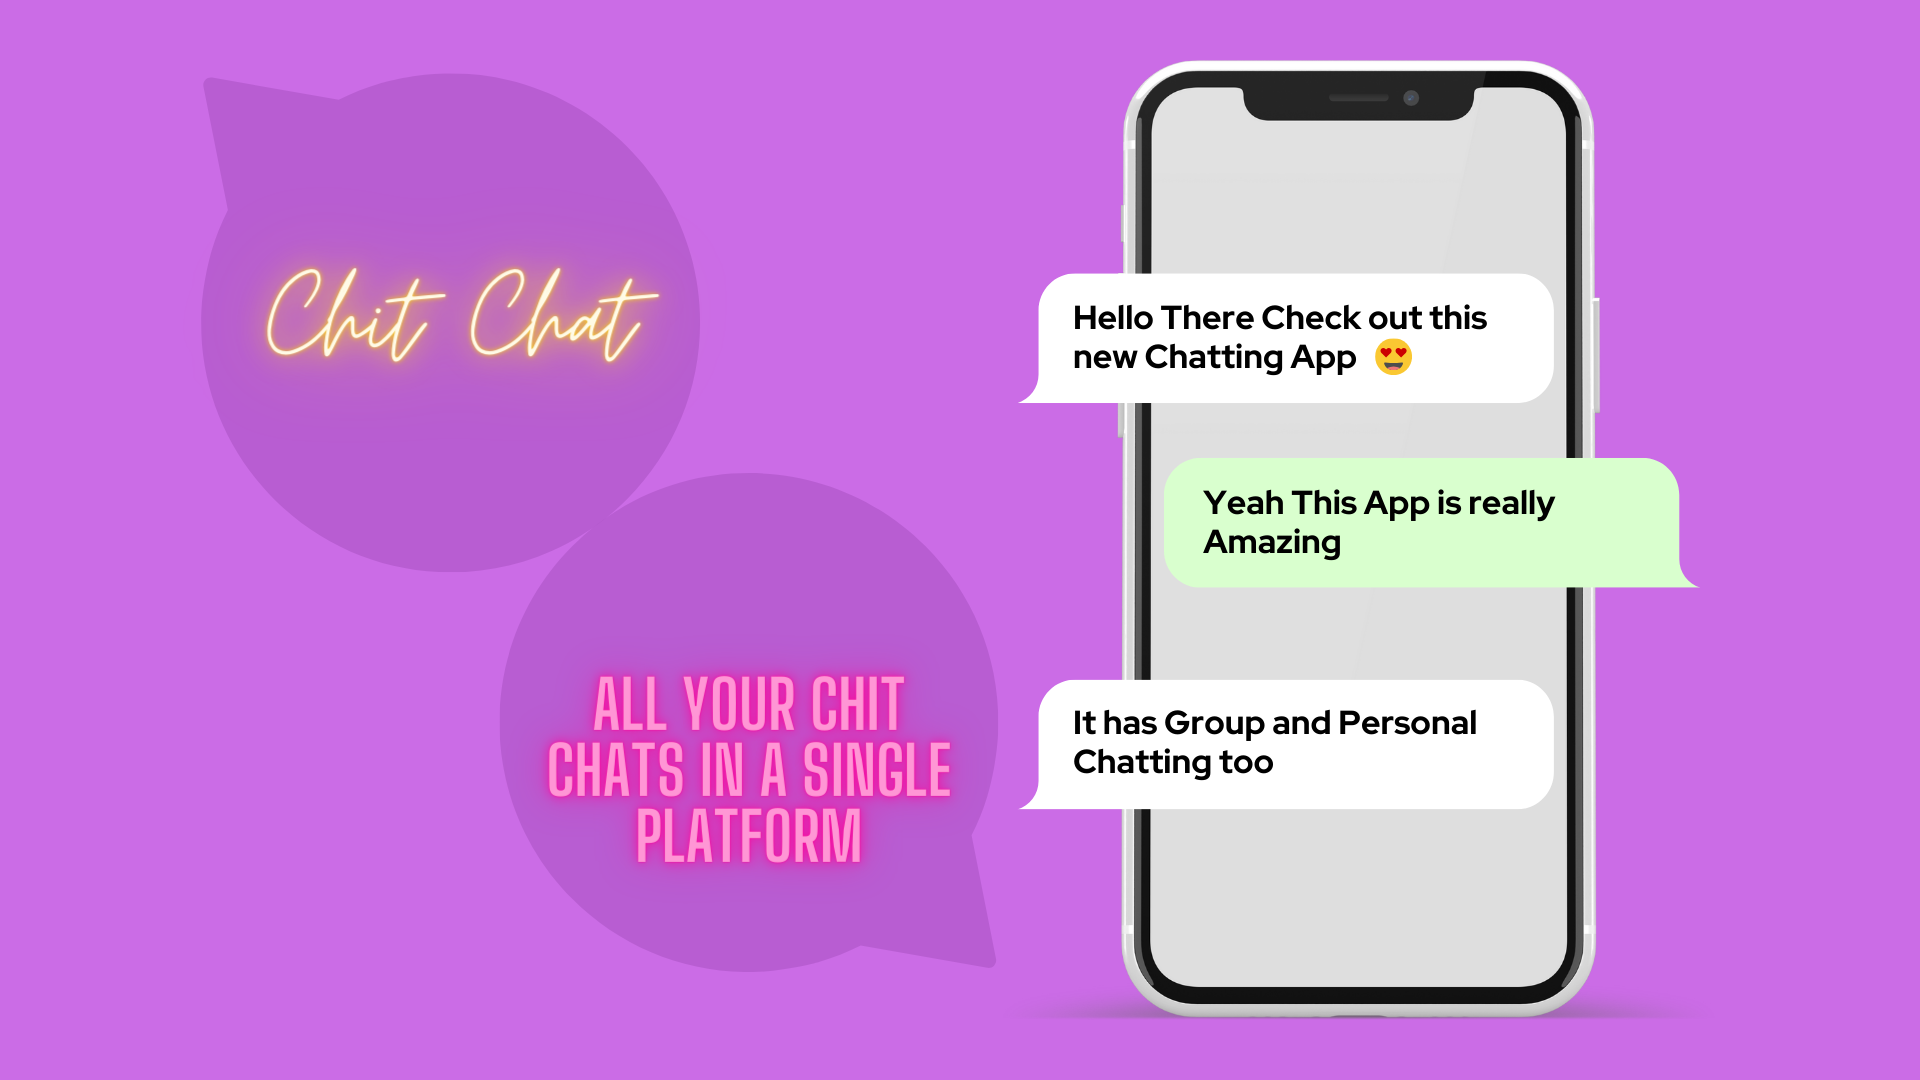 Chit Chat
ALL YOUR CHIT
CHATS IN A SINGLE
PLATFORM
Hello There Check out this
new Chatting App 😍
Yeah This App is really
Amazing
It has Group and Personal
Chatting too